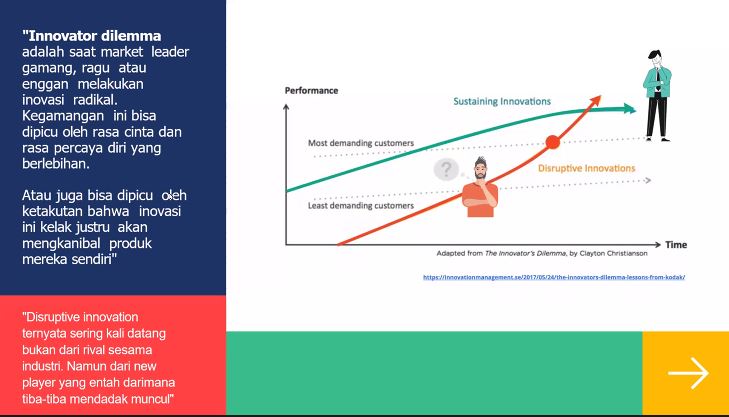 "Innovator dilemma
adalah saat market leader
gamang, ragu atau
enggan melakukan
inovasi radikal.
Kegamangan ini bisa
dipicu oleh rasa cinta dan
rasa percaya diri yang
berlebihan.
Atau juga bisa dipicu oleh
ketakutan bahwa inovasi
ini kelak justru akan
mengkanibal produk
mereka sendiri"
"Disruptive innovation
ternyata sering kali datang
bukan dari rival sesama
industri. Namun dari new
player yang entah darimana
tiba-tiba mendadak muncul"
Performance
Sustaining Innovations
Most demanding customers
?
Disruptive Innovations
Least demanding customers
Time
Adapted from The Innovator's Dilemma, by Clayton Christianson
https://innovationmanagement.se/2017/05/24/the-innovators-dilemma-lessons-from-kodak/